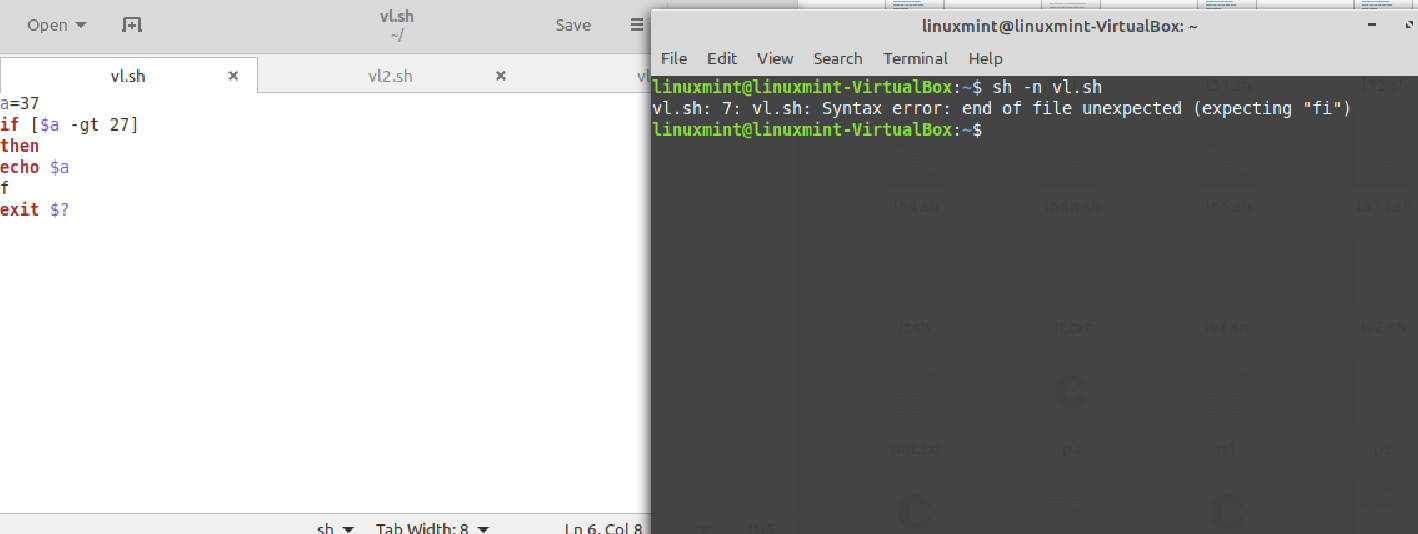 Open
vl.sh
~/
Save
vl.sh ×
vl2.sh ×
a=37
if [$a -gt 27]
then
echo $a
f
exit $?
sh
Tab Width: 8
Ln 6, Col 8
INS
linuxmint@linuxmint-VirtualBox: ~
File Edit View Search Terminal Help
linuxmint@linuxmint-VirtualBox:~$ sh -n vl.sh
vl.sh: 7: vl.sh: Syntax error: end of file unexpected (expecting "fi")
linuxmint@linuxmint-VirtualBox:~$